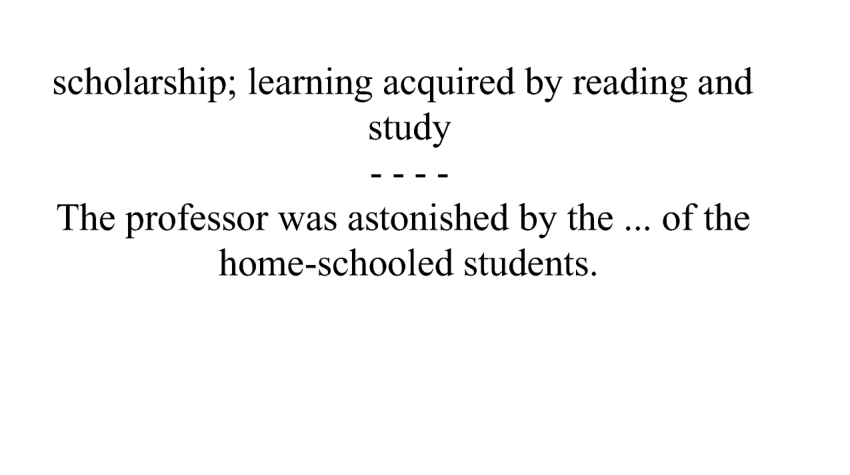 scholarship; learning acquired by reading and
study
- - - -
The professor was astonished by the ... of the
home-schooled students.